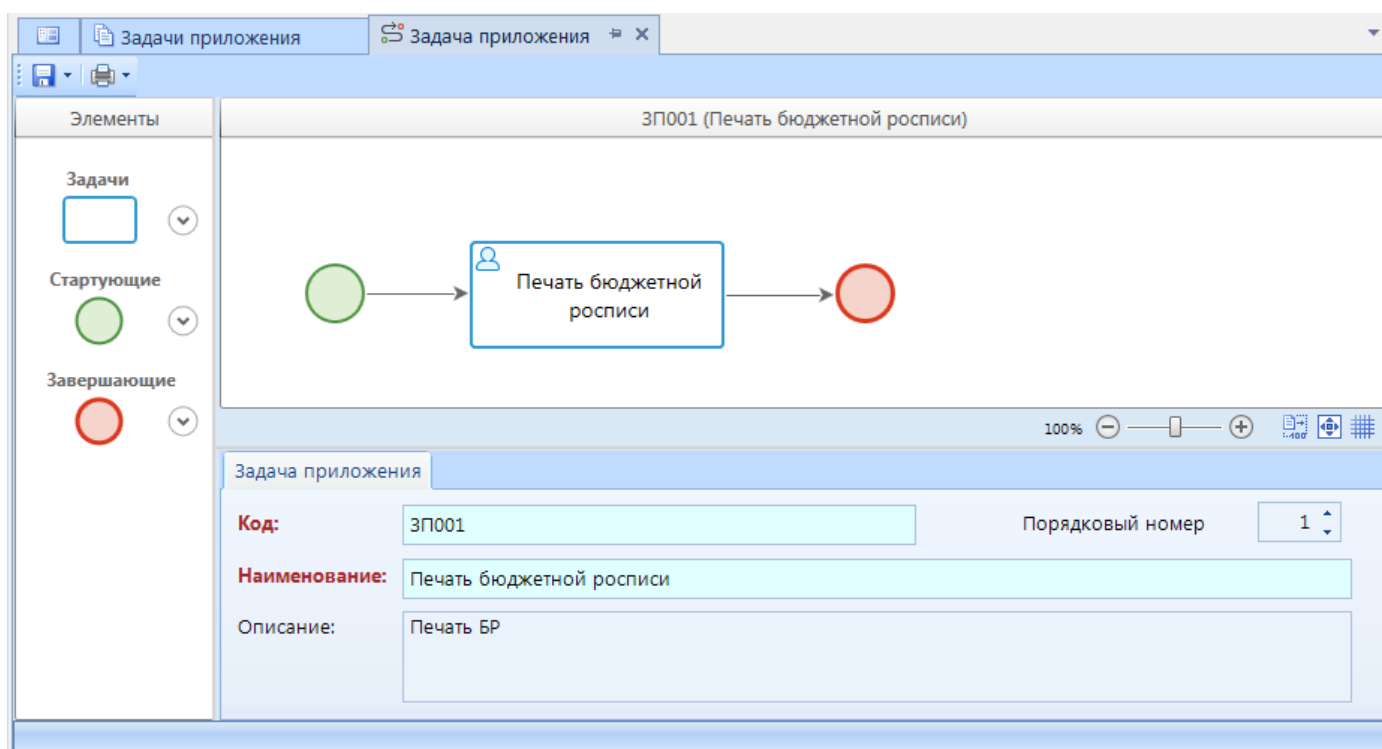 Задачи приложения
Задача приложения
Элементы
ЗП001 (Печать бюджетной росписи)
Задачи
Стартующие
Завершающие
Печать бюджетной
росписи
100%
Задача приложения
Код:
ЗП001
Порядковый номер
1
Наименование:
Печать бюджетной росписи
Описание:
Печать БР